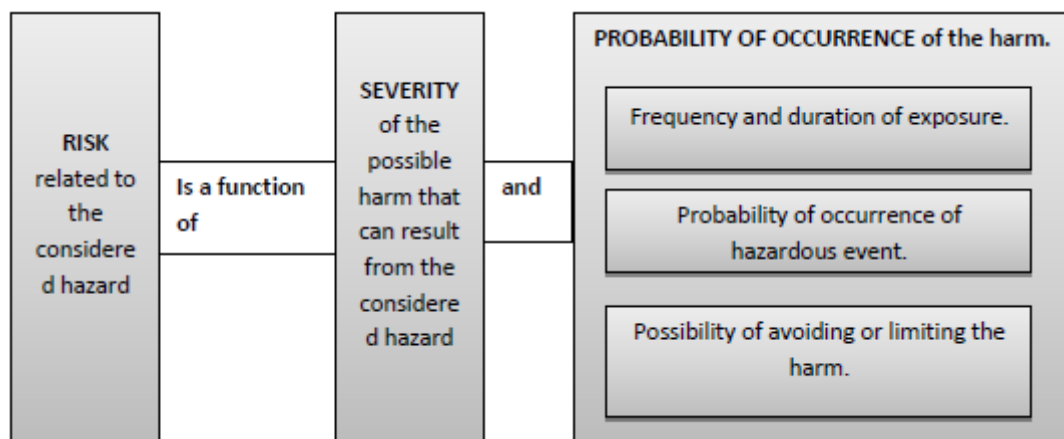 RISK
related to
the
considere
d hazard
Is a function
of
SEVERITY
of the
possible
harm that
can result
from the
considere
d hazard
and
PROBABILITY OF OCCURRENCE of the harm.
Frequency and duration of exposure.
Probability of occurrence of
hazardous event.
Possibility of avoiding or limiting the
harm.